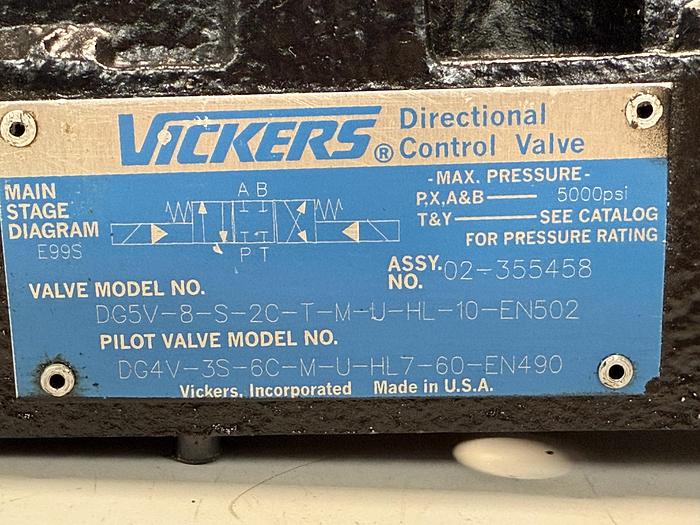 VICKERS® Directional
Control Valve
MAIN
STAGE
DIAGRAM
E99S
A B
P T
-MAX. PRESSURE-
P,X,A&B 5000psi
T&Y SEE CATALOG
FOR PRESSURE RATING
ASSY.
NO. 02-355458
VALVE MODEL NO.
DG5V-8-S-2C-T-M-U-HL-10-EN502
PILOT VALVE MODEL NO.
DG4V-3S-6C-M-U-HL7-60-EN490
Vickers, Incorporated Made in U.S.A.